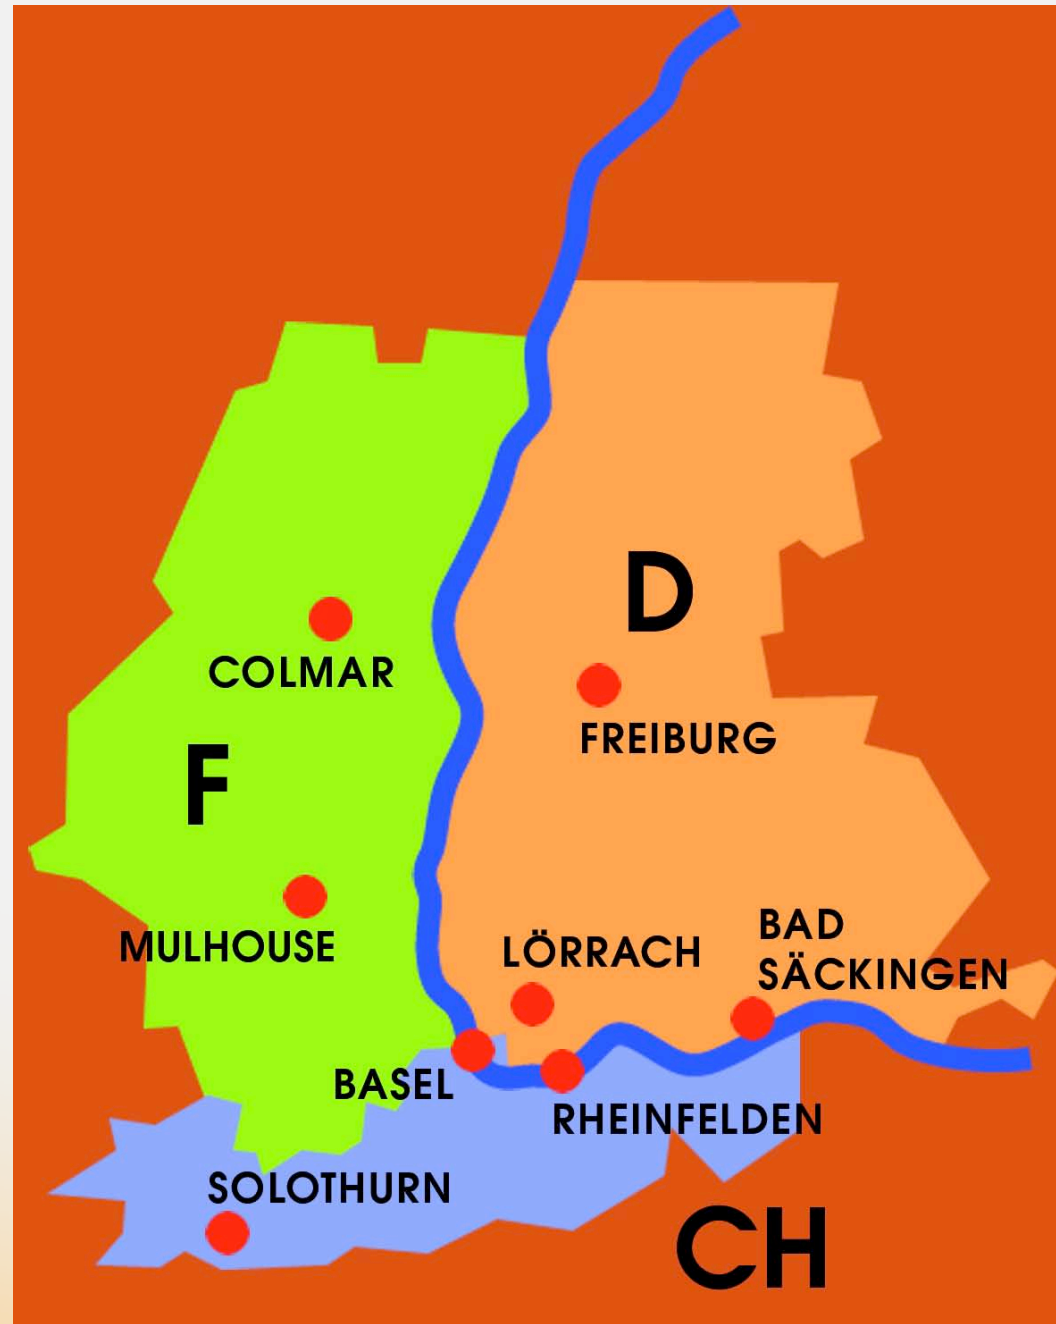 D
COLMAR
FREIBURG
F
BAD
SÄCKINGEN
MULHOUSE
LÖRRACH
BASEL
RHEINFELDEN
SOLOTHURN
CH